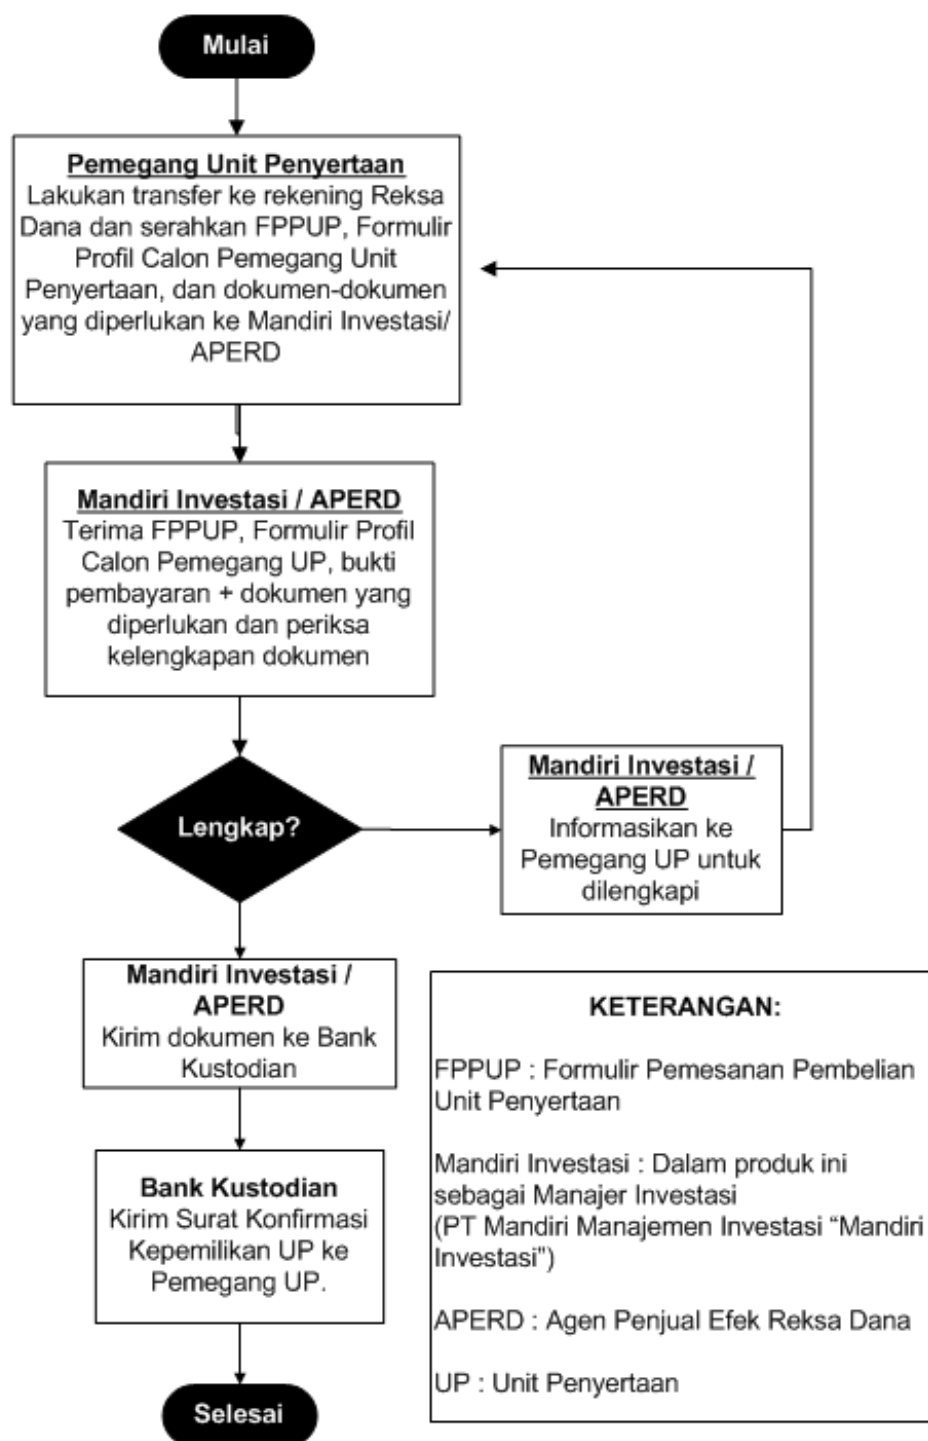 Mulai
Pemegang Unit Penyertaan
Lakukan transfer ke rekening Reksa
Dana dan serahkan FPPUP, Formulir
Profil Calon Pemegang Unit
Penyertaan, dan dokumen-dokumen
yang diperlukan ke Mandiri Investasi/
APERD
Mandiri Investasi / APERD
Terima FPPUP, Formulir Profil
Calon Pemegang UP, bukti
pembayaran + dokumen yang
diperlukan dan periksa
kelengkapan dokumen
Lengkap?
Mandiri Investasi /
APERD
Informasikan ke
Pemegang UP untuk
dilengkapi
Mandiri Investasi /
APERD
Kirim dokumen ke Bank
Kustodian
Bank Kustodian
Kirim Surat Konfirmasi
Kepemilikan UP ke
Pemegang UP.
Selesai
KETERANGAN:
FPPUP : Formulir Pemesanan Pembelian
Unit Penyertaan
Mandiri Investasi : Dalam produk ini
sebagai Manajer Investasi
(PT Mandiri Manajemen Investasi “Mandiri
Investasi”)
APERD : Agen Penjual Efek Reksa Dana
UP : Unit Penyertaan